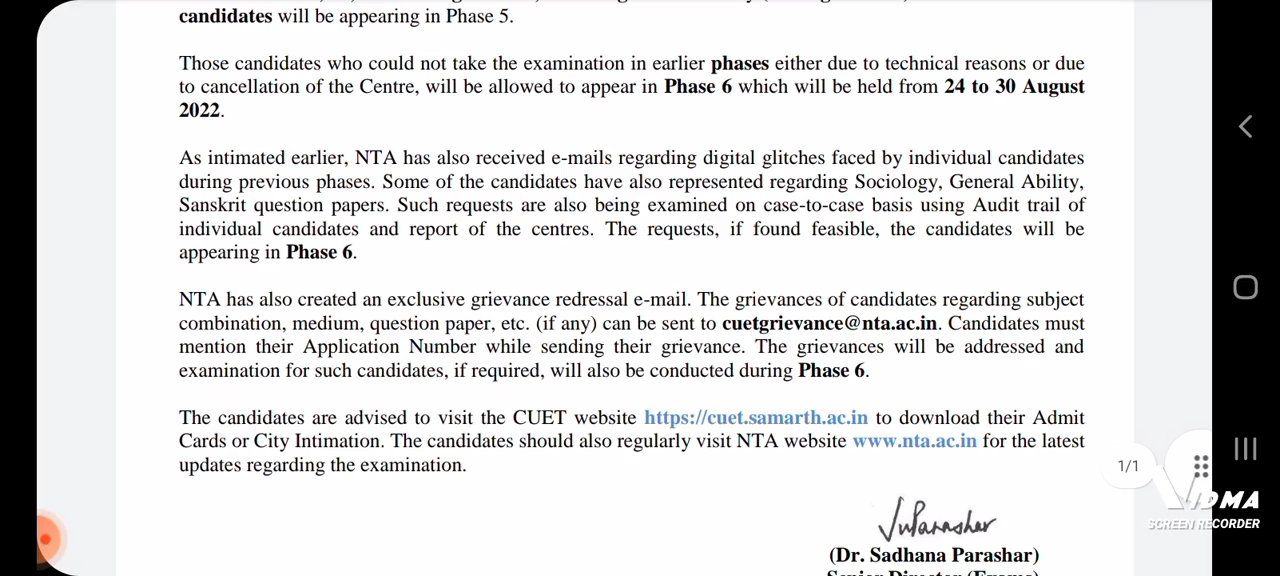 candidates will be appearing in Phase 5.
Those candidates who could not take the examination in earlier phases either due to technical reasons or due
to cancellation of the Centre, will be allowed to appear in Phase 6 which will be held from 24 to 30 August
2022.
As intimated earlier, NTA has also received e-mails regarding digital glitches faced by individual candidates
during previous phases. Some of the candidates have also represented regarding Sociology, General Ability,
Sanskrit question papers. Such requests are also being examined on case-to-case basis using Audit trail of
individual candidates and report of the centres. The requests, if found feasible, the candidates will be
appearing in Phase 6.
NTA has also created an exclusive grievance redressal e-mail. The grievances of candidates regarding subject
combination, medium, question paper, etc. (if any) can be sent to cuetgrievance@nta.ac.in. Candidates must
mention their Application Number while sending their grievance. The grievances will be addressed and
examination for such candidates, if required, will also be conducted during Phase 6.
The candidates are advised to visit the CUET website https://cuet.samarth.ac.in to download their Admit
Cards or City Intimation. The candidates should also regularly visit NTA website www.nta.ac.in for the latest
updates regarding the examination.
1/1
VIDMA
SCREEN RECORDER
(Dr. Sadhana Parashar)
Senior Director (Exams)